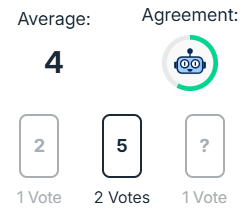 Average:
Agreement:
4
2
5
?
1 Vote
2 Votes
1 Vote